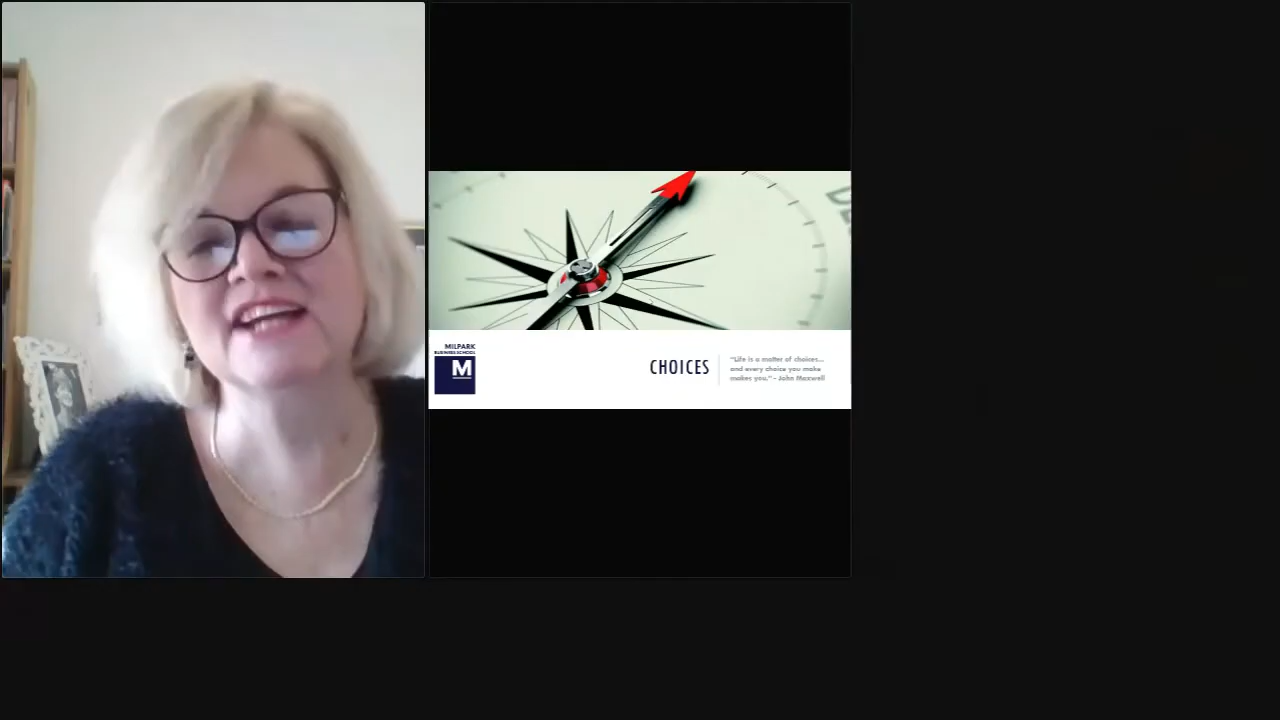 MILPARK
BUSINESS SCHOOL
M
CHOICES
"Life is a matter of choices...
and every choice you make
makes you." - John Maxwell